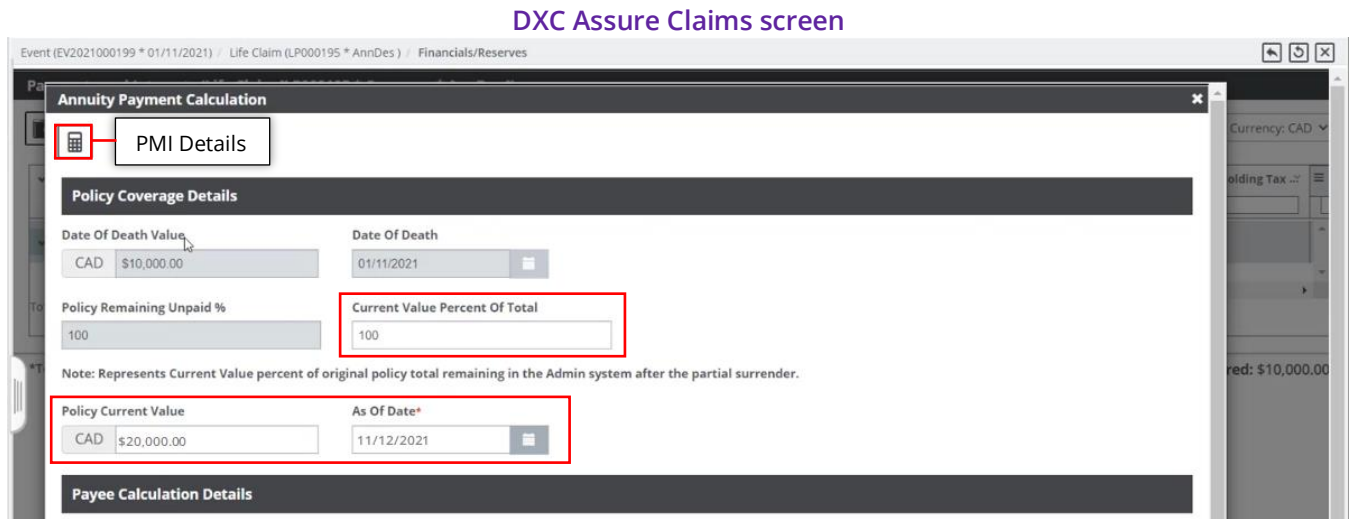 DXC Assure Claims screen
Event (EV2021000199 * 01/11/2021) / Life Claim (LP000195 * AnnDes ) / Financials/Reserves
Annuity Payment Calculation
Currency: CAD
PMI Details
olding Tax
Policy Coverage Details
Date Of Death Value
Date Of Death
CAD $10,000.00
01/11/2021
Policy Remaining Unpaid %
Current Value Percent Of Total
100
100
Note: Represents Current Value percent of original policy total remaining in the Admin system after the partial surrender.
red: $10,000.00
Policy Current Value
As Of Date*
CAD $20,000.00
11/12/2021
Payee Calculation Details